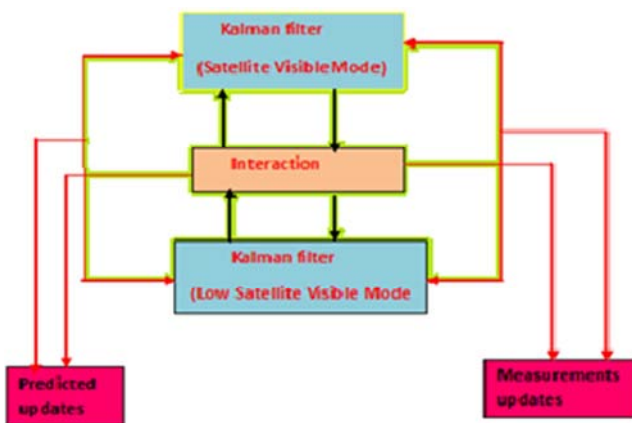 Kalman filter
(Satellite VisibleMode)
Interaction
Kalman filter
(Low Satellite Visible Mode
Predicted
updates
Measurements
updates